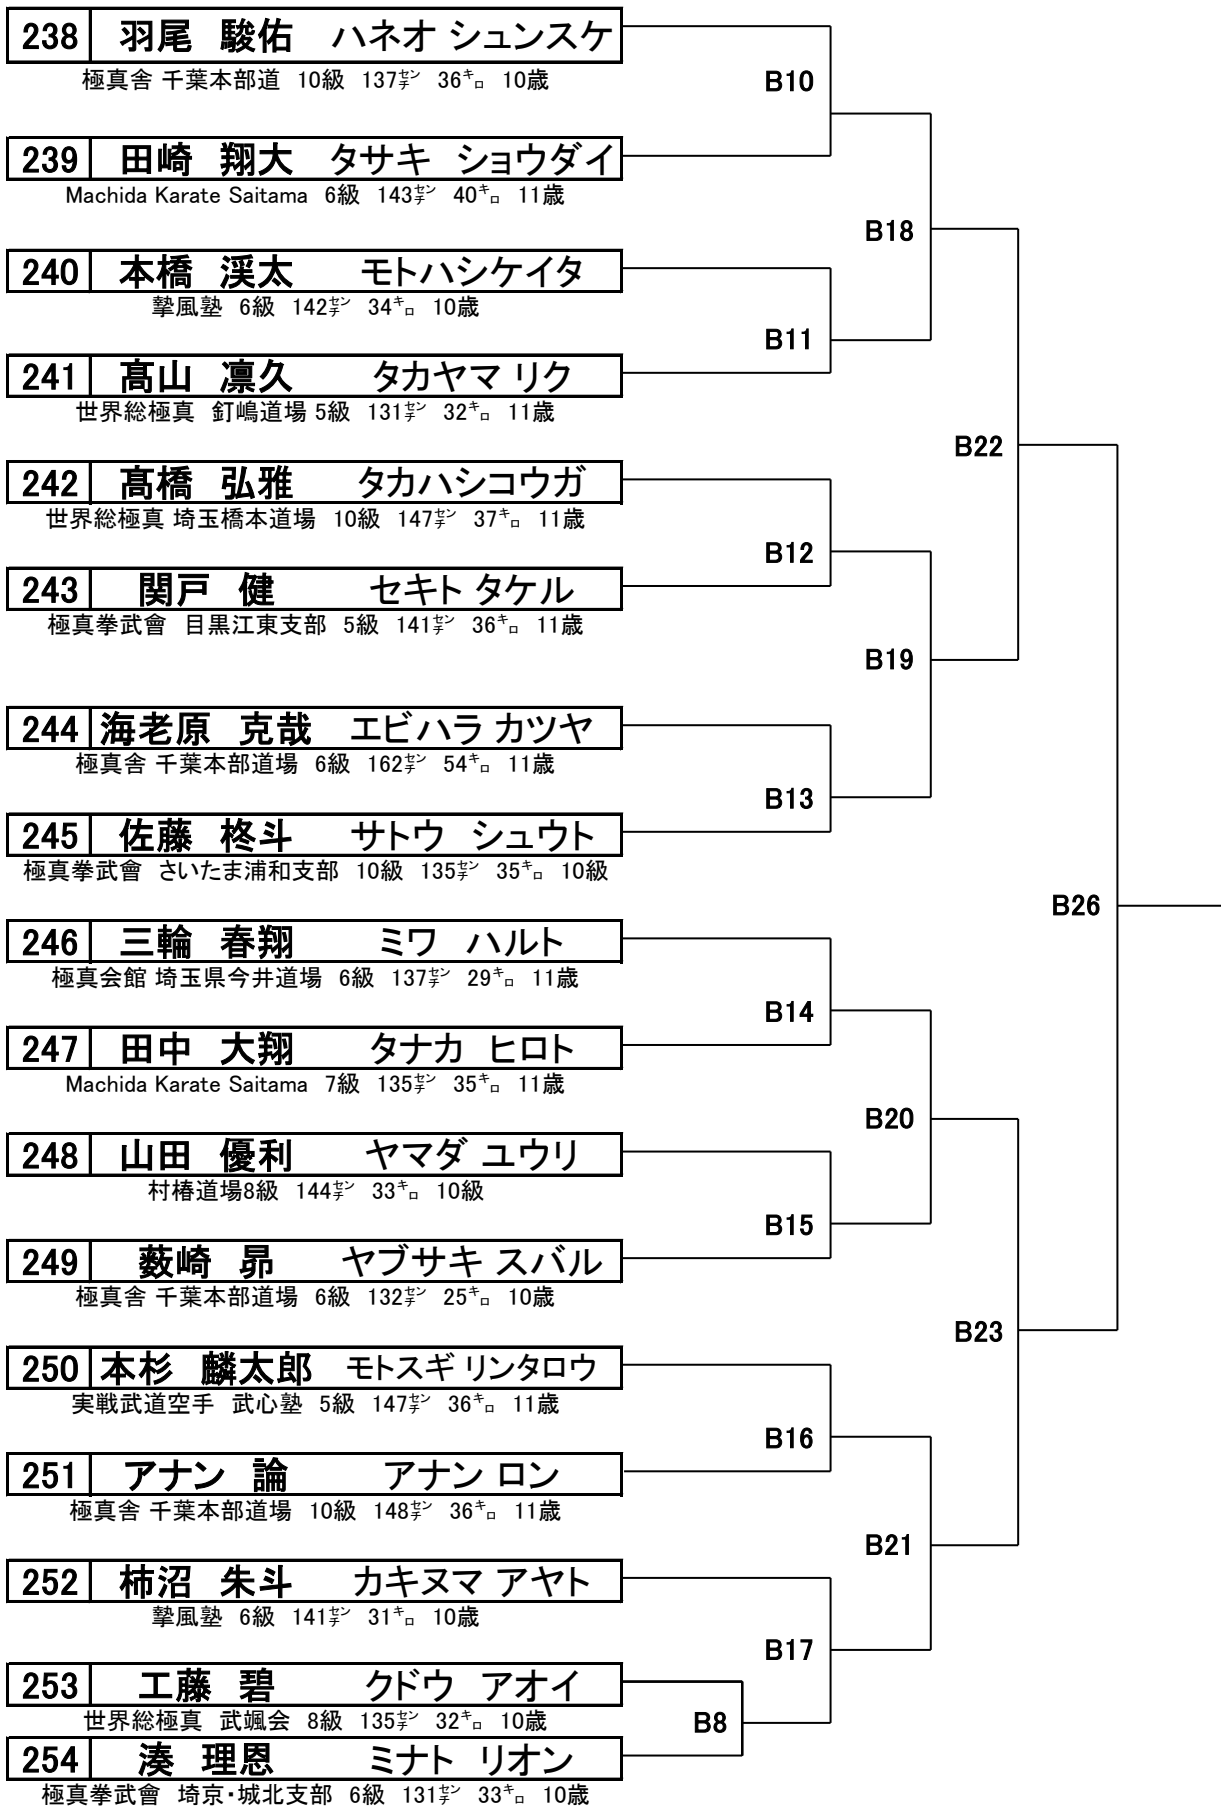 238 羽尾 駿佑 ハネオ シュンスケ
極真舎 千葉本部道 10級 137㌢ 36㌔ 10歳
B10
239 田崎 翔大 タサキ ショウダイ
Machida Karate Saitama 6級 143㌢ 40㌔ 11歳
B18
240 本橋 渓太 モトハシケイタ
摯風塾 6級 142㌢ 34㌔ 10歳
B11
241 髙山 凛久 タカヤマ リク
世界総極真 釘嶋道場 5級 131㌢ 32㌔ 11歳
B22
242 髙橋 弘雅 タカハシコウガ
世界総極真 埼玉橋本道場 10級 147㌢ 37㌔ 11歳
B12
243 関戸 健 セキト タケル
極真拳武會 目黒江東支部 5級 141㌢ 36㌔ 11歳
B19
244 海老原 克哉 エビハラ カツヤ
極真舎 千葉本部道場 6級 162㌢ 54㌔ 11歳
B13
245 佐藤 柊斗 サトウ シュウト
極真拳武會 さいたま浦和支部 10級 135㌢ 35㌔ 10級
B26
246 三輪 春翔 ミワ ハルト
極真会館 埼玉県今井道場 6級 137㌢ 29㌔ 11歳
B14
247 田中 大翔 タナカ ヒロト
Machida Karate Saitama 7級 135㌢ 35㌔ 11歳
B20
248 山田 優利 ヤマダ ユウリ
村椿道場8級 144㌢ 33㌔ 10級
B15
249 薮崎 昴 ヤブサキ スバル
極真舎 千葉本部道場 6級 132㌢ 25㌔ 10歳
B23
250 本杉 麟太郎 モトスギ リンタロウ
実戦武道空手 武心塾 5級 147㌢ 36㌔ 11歳
B16
251 アナン 論 アナン ロン
極真舎 千葉本部道場 10級 148㌢ 36㌔ 11歳
B21
252 柿沼 朱斗 カキヌマ アヤト
摯風塾 6級 141㌢ 31㌔ 10歳
B17
253 工藤 碧 クドウ アオイ
世界総極真 武颯会 8級 135㌢ 32㌔ 10歳
B8
254 湊 理恩 ミナト リオン
極真拳武會 埼京・城北支部 6級 131㌢ 33㌔ 10歳